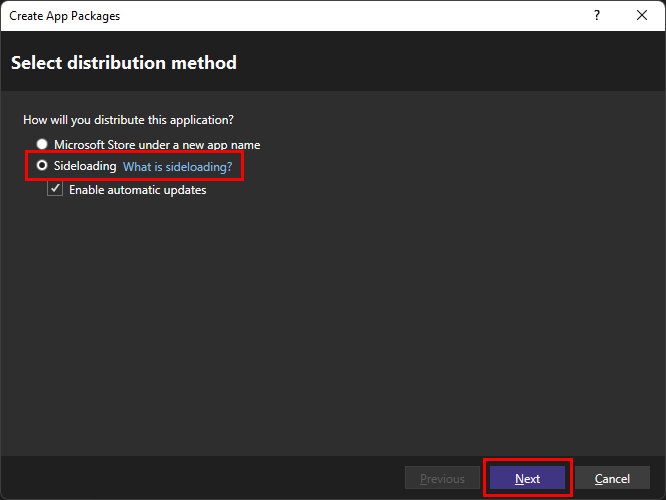 Create App Packages ?
Select distribution method
How will you distribute this application?
Microsoft Store under a new app name
Sideloading What is sideloading?
Enable automatic updates
Previous Next Cancel